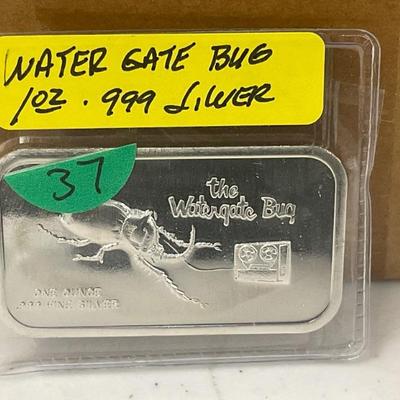 WATER GATE BUG
1oz .999 SILVER
37
the
Watergate Bug
ONE OUNCE
.999 FINE SILVER